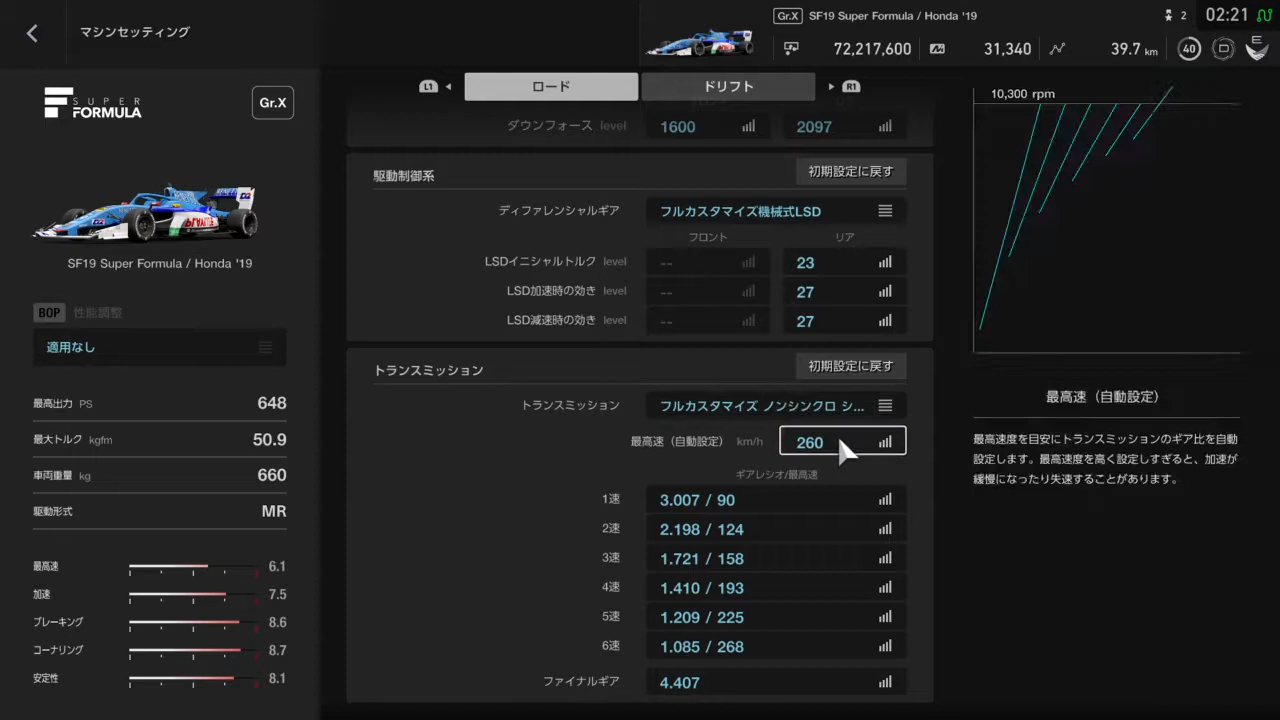 マシンセッティング
Gr.X SF19 Super Formula / Honda '19
2 02:21
72,217,600 31,340 39.7 km 40 D E
L1 ロード ドリフト R1
SUPER FORMULA Gr.X
SF19 Super Formula / Honda '19
BOP 性能調整
適用なし
最高出力 PS 648
最大トルク kgfm 50.9
車両重量 kg 660
駆動形式 MR
最高速 6.1
加速 7.5
ブレーキング 8.6
コーナリング 8.7
安定性 8.1
ダウンフォース level 1600 2097
駆動制御系 初期設定に戻す
ディファレンシャルギア フルカスタマイズ機械式LSD
フロント リア
LSDイニシャルトルク level -- 23
LSD加速時の効き level -- 27
LSD減速時の効き level -- 27
トランスミッション 初期設定に戻す
トランスミッション フルカスタマイズ ノンシンクロ シ...
最高速（自動設定） km/h 260
ギアレシオ/最高速
1速 3.007 / 90
2速 2.198 / 124
3速 1.721 / 158
4速 1.410 / 193
5速 1.209 / 225
6速 1.085 / 268
ファイナルギア 4.407
10,300 rpm
最高速（自動設定）
最高速度を目安にトランスミッションのギア比を自動
設定します。最高速度を高く設定しすぎると、加速が
緩慢になったり失速することがあります。